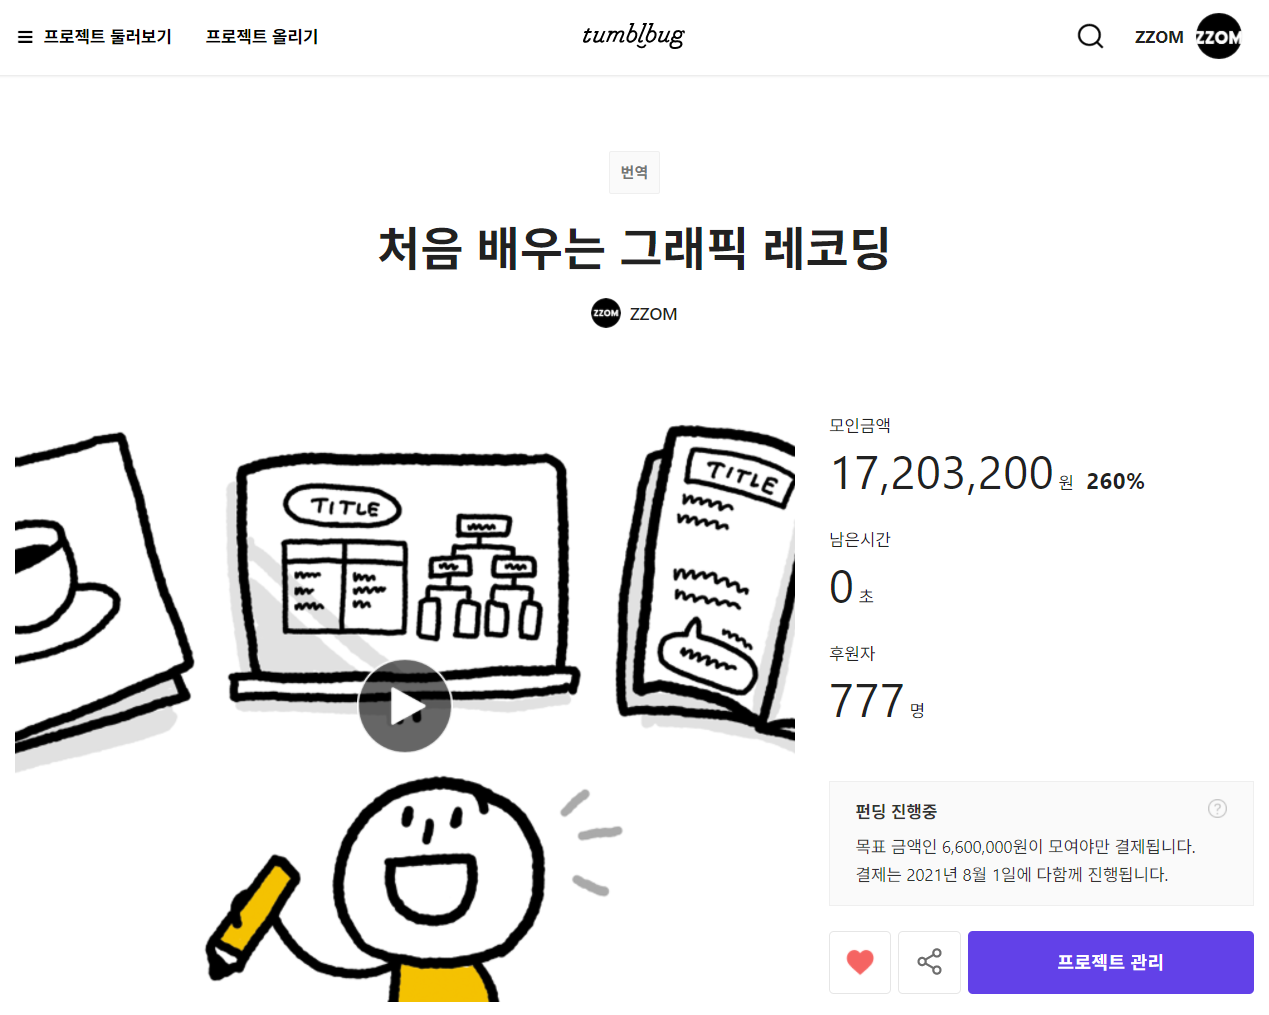 프로젝트 둘러보기 프로젝트 올리기 tumblbug ZZOM ZZOM
번역
처음 배우는 그래픽 레코딩
ZZOM ZZOM
모인금액
17,203,200 원 260%
남은시간
0 초
후원자
777 명
TITLE
TITLE
펀딩 진행중 ?
목표 금액인 6,600,000원이 모여야만 결제됩니다.
결제는 2021년 8월 1일에 다함께 진행됩니다.
프로젝트 관리